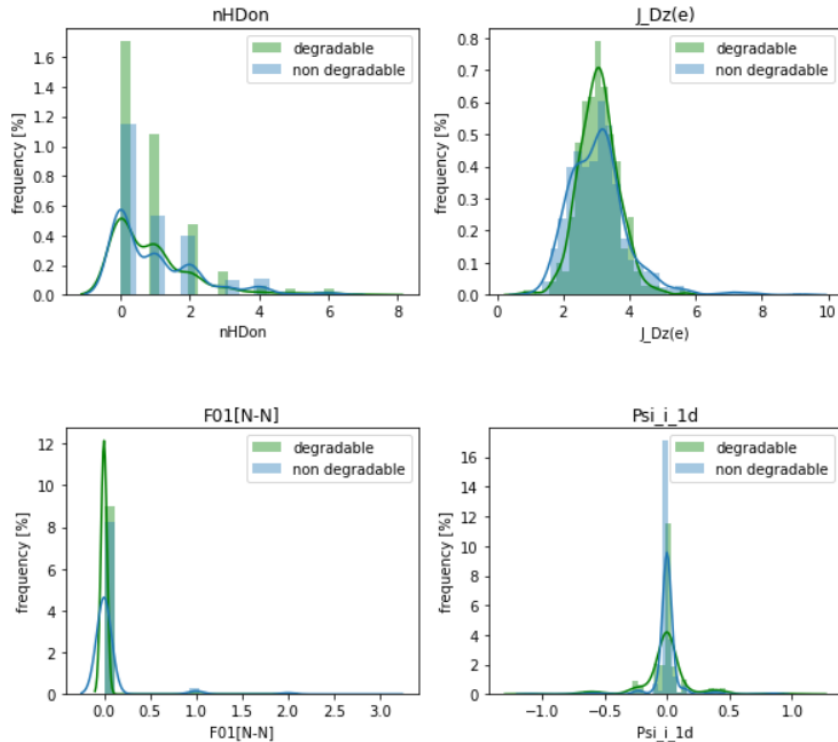 nHDon
degradable
non degradable
frequency [%]
1.6
1.4
1.2
1.0
0.8
0.6
0.4
0.2
0.0
0 2 4 6 8
nHDon
J_Dz(e)
degradable
non degradable
frequency [%]
0.8
0.7
0.6
0.5
0.4
0.3
0.2
0.1
0.0
0 2 4 6 8 10
J_Dz(e)
F01[N-N]
degradable
non degradable
frequency [%]
12
10
8
6
4
2
0
0.0 0.5 1.0 1.5 2.0 2.5 3.0
F01[N-N]
Psi_i_1d
degradable
non degradable
frequency [%]
16
14
12
10
8
6
4
2
0
−1.0 −0.5 0.0 0.5 1.0
Psi_i_1d